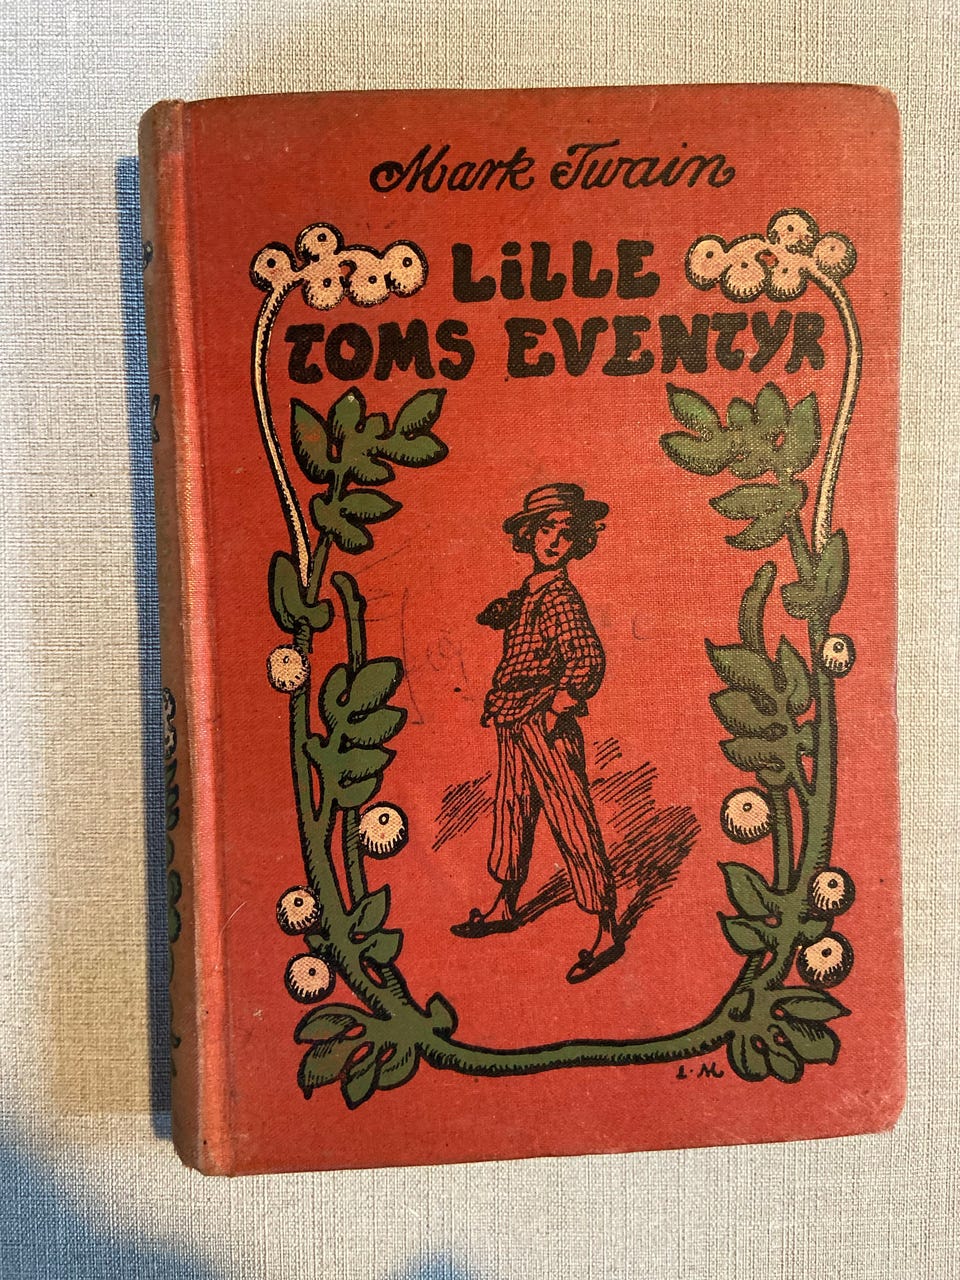 Mark Twain
LiLLE
TOMS EVENTYR
L.M